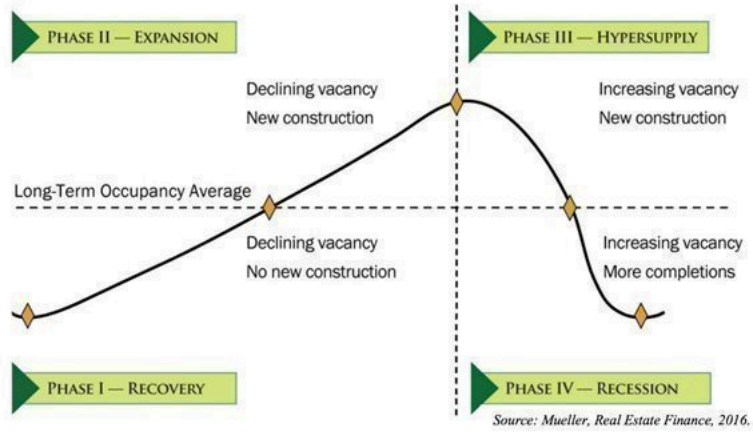 PHASE II — EXPANSION
PHASE III — HYPERSUPPLY
Declining vacancy
New construction
Increasing vacancy
New construction
Long-Term Occupancy Average
Declining vacancy
No new construction
Increasing vacancy
More completions
PHASE I — RECOVERY
PHASE IV — RECESSION
Source: Mueller, Real Estate Finance, 2016.